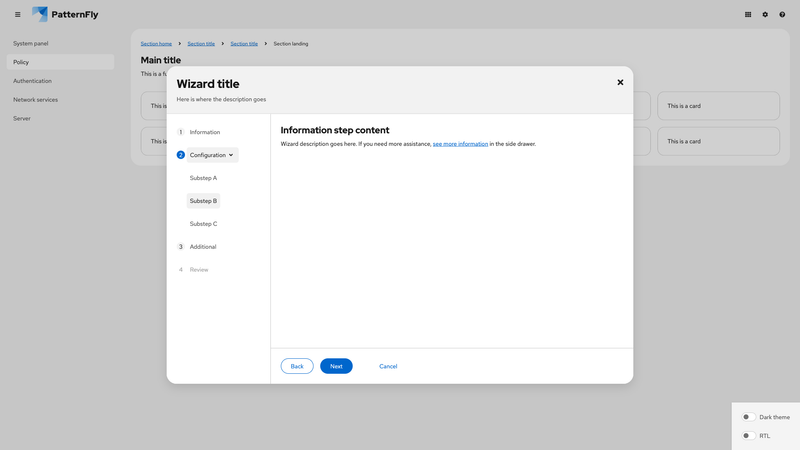 PatternFly
System panel
Policy
Authentication
Network services
Server
Section home
Section title
Section title
Section landing
Main title
This is a fu
This is
This is a card
This is
This is a card
Wizard title
Here is where the description goes
1 Information
2 Configuration
Substep A
Substep B
Substep C
3 Additional
4 Review
Information step content
Wizard description goes here. If you need more assistance, see more information in the side drawer.
Back
Next
Cancel
Dark theme
RTL